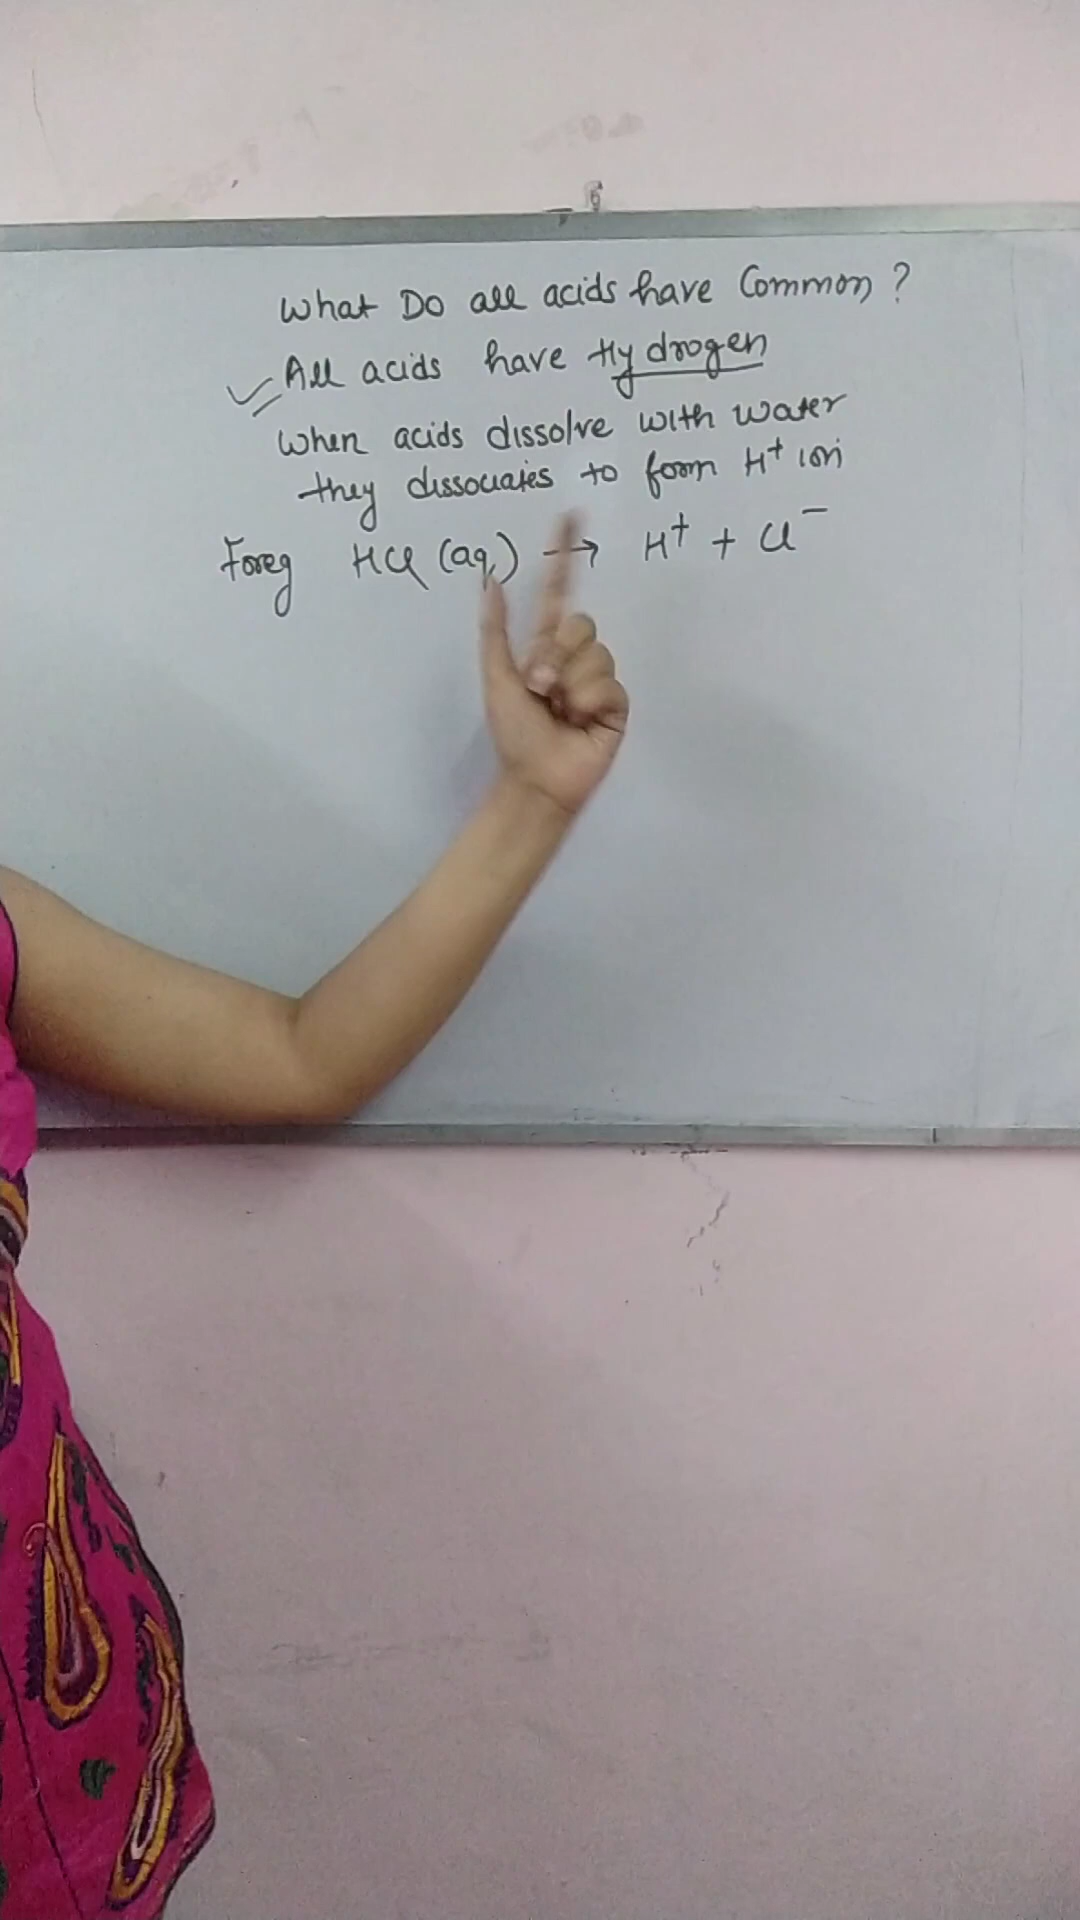 What Do all acids have Common ?
All acids have Hydrogen
When acids dissolve with water
they dissociates to form H⁺ ion
Foreg HCl (aq) → H⁺ + Cl⁻